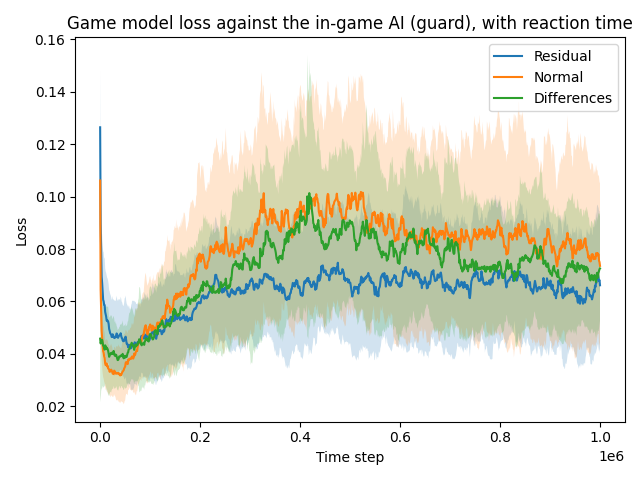 Game model loss against the in-game AI (guard), with reaction time
0.16
0.14
0.12
0.10
0.08
0.06
0.04
0.02
Loss
Residual
Normal
Differences
0.0 0.2 0.4 0.6 0.8 1.0
1e6
Time step